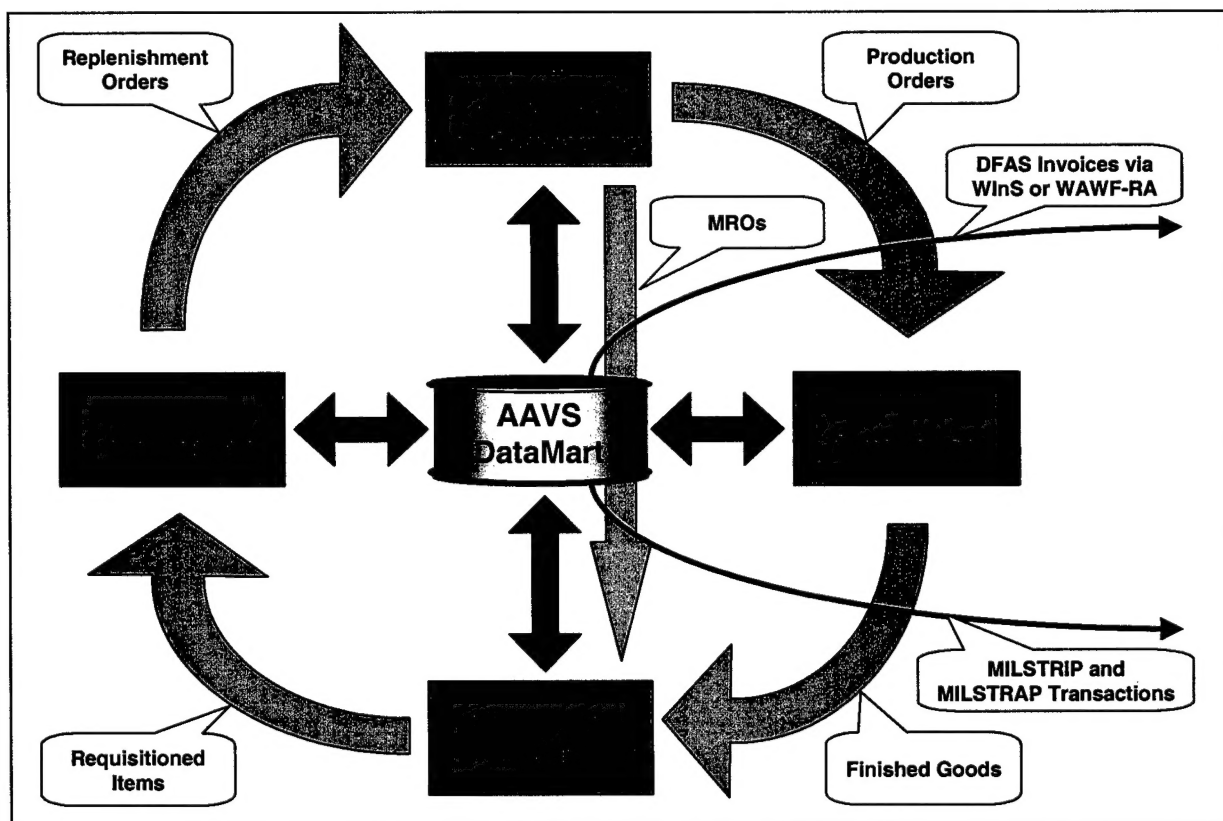 Replenishment
Orders
Production
Orders
DFAS Invoices via
WInS or WAWF-RA
MROs
AAVS
DataMart
MILSTRIP and
MILSTRAP Transactions
Requisitioned
Items
Finished Goods